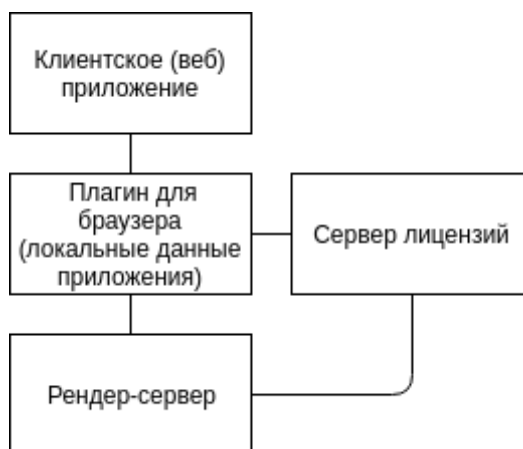 Клиентское (веб)
приложение
Плагин для
браузера
(локальные данные
приложения)
Сервер лицензий
Рендер-сервер